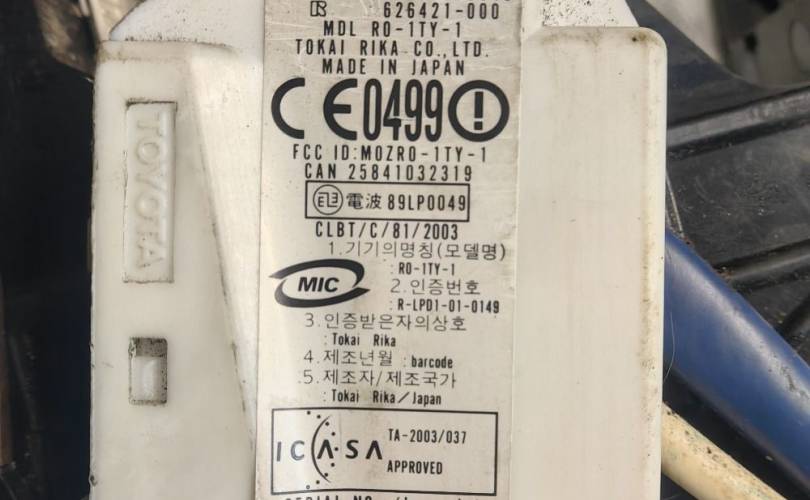 626421-000
MDL RO-1TY-1
TOKAI RIKA CO.,LTD.
MADE IN JAPAN
CE0499
FCC ID:MOZRO-1TY-1
CAN 25841032319
電波 89LP0049
CLBT/C/81/2003
1.기기의명칭(모델명)
: RO-1TY-1
MIC
2.인증번호
: R-LPD1-01-0149
3.인증받은자의상호
: Tokai Rika
4.제조년월 : barcode
.5.제조자/제조국가
: Tokai Rika/Japan
ICASA
TA-2003/037
APPROVED
TOYOTA